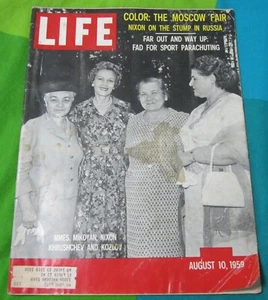 LIFE
COLOR: THE MOSCOW FAIR
NIXON ON THE STUMP IN RUSSIA
FAR OUT AND WAY UP:
FAD FOR SPORT PARACHUTING
MMES. MIKOYAN, NIXON
KHRUSHCHEV AND KOZLOV
AUGUST 10, 1959